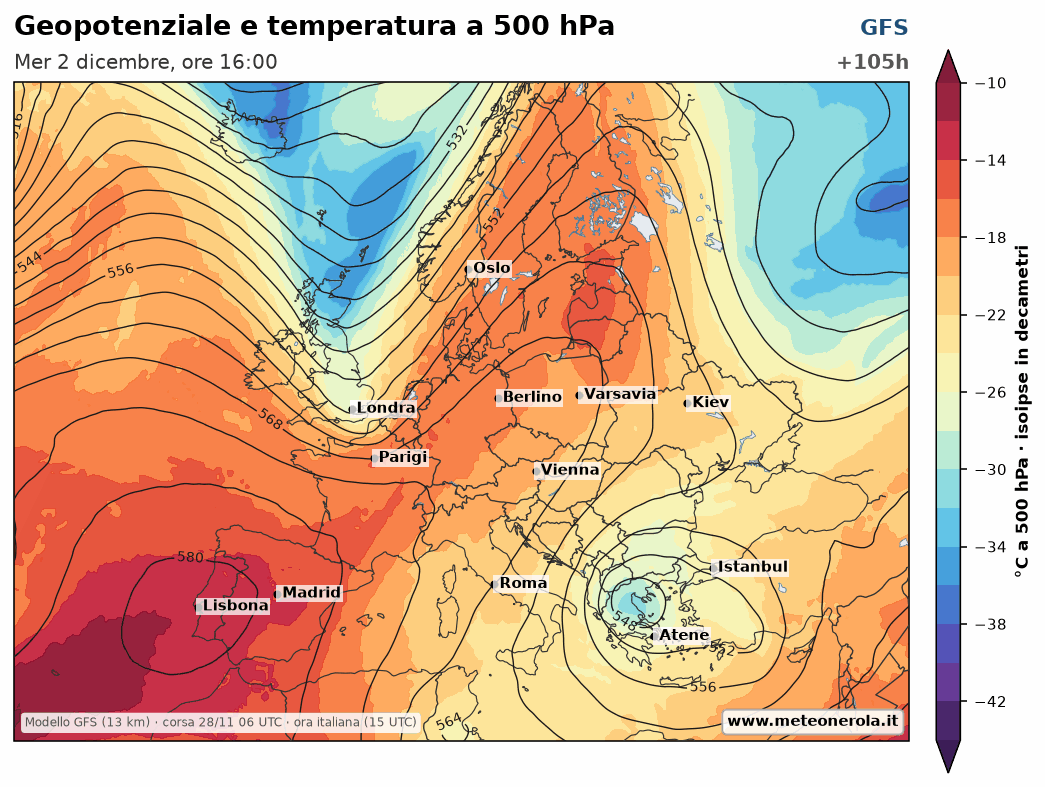 Geopotenziale e temperatura a 500 hPa
GFS
Mer 2 dicembre, ore 16:00
+105h
516
532
544
552
556
Oslo
568
Londra
Berlino
Varsavia
Kiev
Parigi
Vienna
580
Lisbona
Madrid
Roma
Istanbul
548
Atene
552
556
564
Modello GFS (13 km) · corsa 28/11 06 UTC · ora italiana (15 UTC)
www.meteonerola.it
−10
−14
−18
−22
−26
−30
−34
−38
−42
°C a 500 hPa · isoipse in decametri